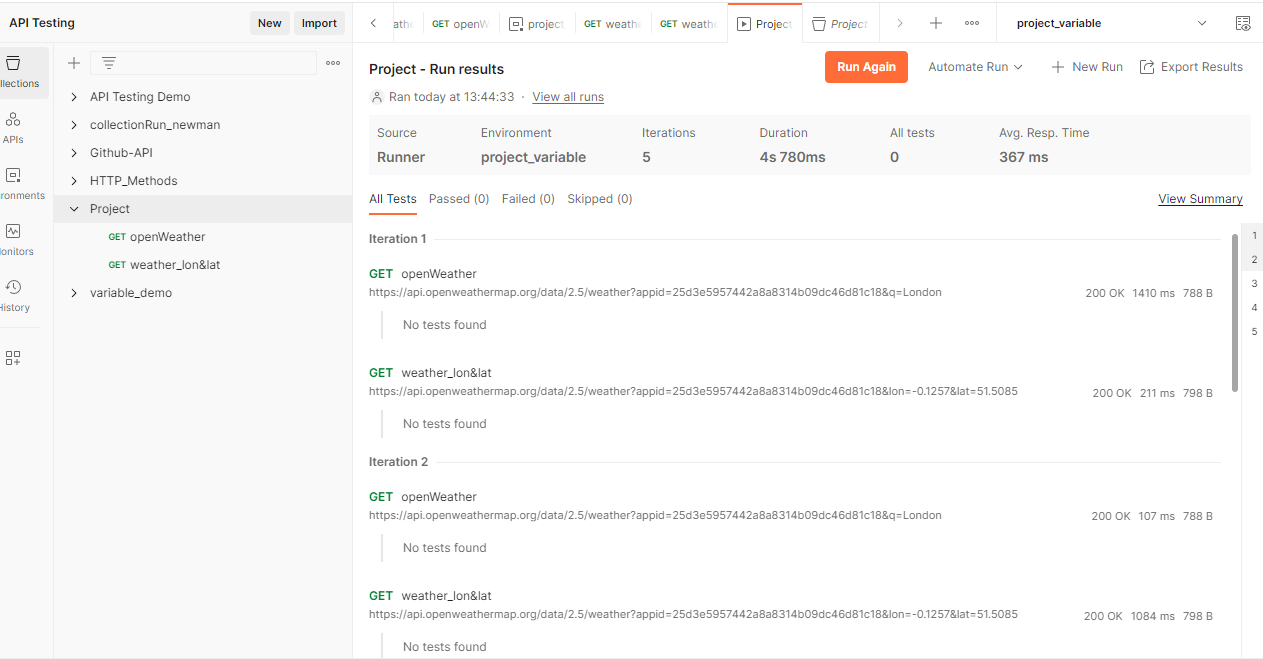 API Testing
New Import
GET openW
project
GET weathe
GET weathe
Project
Project
project_variable
llections
APIs
ronments
onitors
History
API Testing Demo
collectionRun_newman
Github-API
HTTP_Methods
Project
GET openWeather
GET weather_lon&lat
variable_demo
Project - Run results
Run Again
Automate Run
New Run
Export Results
Ran today at 13:44:33 · View all runs
Source Environment Iterations Duration All tests Avg. Resp. Time
Runner project_variable 5 4s 780ms 0 367 ms
All Tests Passed (0) Failed (0) Skipped (0) View Summary
Iteration 1
GET openWeather
https://api.openweathermap.org/data/2.5/weather?appid=25d3e5957442a8a8314b09dc46d81c18&q=London
200 OK 1410 ms 788 B
No tests found
GET weather_lon&lat
https://api.openweathermap.org/data/2.5/weather?appid=25d3e5957442a8a8314b09dc46d81c18&lon=-0.1257&lat=51.5085
200 OK 211 ms 798 B
No tests found
Iteration 2
GET openWeather
https://api.openweathermap.org/data/2.5/weather?appid=25d3e5957442a8a8314b09dc46d81c18&q=London
200 OK 107 ms 788 B
No tests found
GET weather_lon&lat
https://api.openweathermap.org/data/2.5/weather?appid=25d3e5957442a8a8314b09dc46d81c18&lon=-0.1257&lat=51.5085
200 OK 1084 ms 798 B
No tests found
1
2
3
4
5